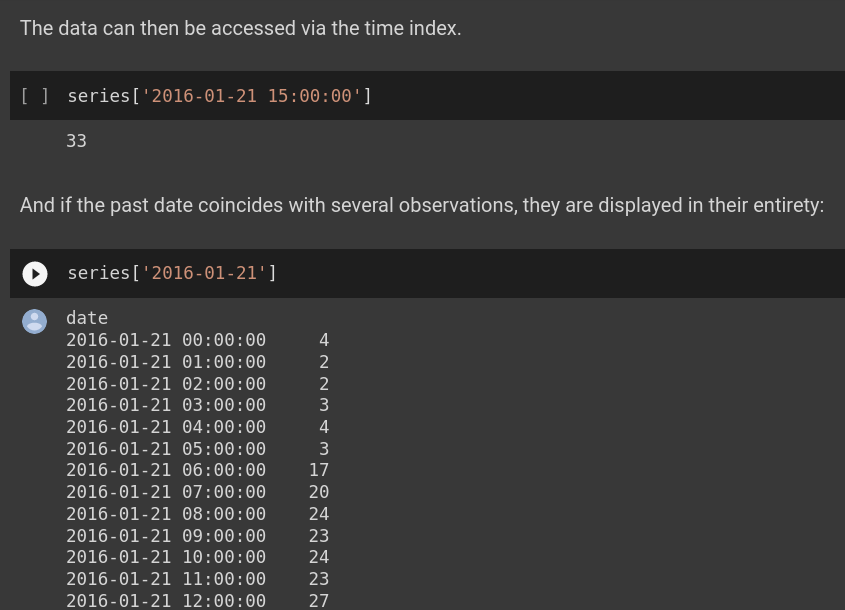 The data can then be accessed via the time index.
[ ] series['2016-01-21 15:00:00']
33
And if the past date coincides with several observations, they are displayed in their entirety:
series['2016-01-21']
date
2016-01-21 00:00:00 4
2016-01-21 01:00:00 2
2016-01-21 02:00:00 2
2016-01-21 03:00:00 3
2016-01-21 04:00:00 4
2016-01-21 05:00:00 3
2016-01-21 06:00:00 17
2016-01-21 07:00:00 20
2016-01-21 08:00:00 24
2016-01-21 09:00:00 23
2016-01-21 10:00:00 24
2016-01-21 11:00:00 23
2016-01-21 12:00:00 27